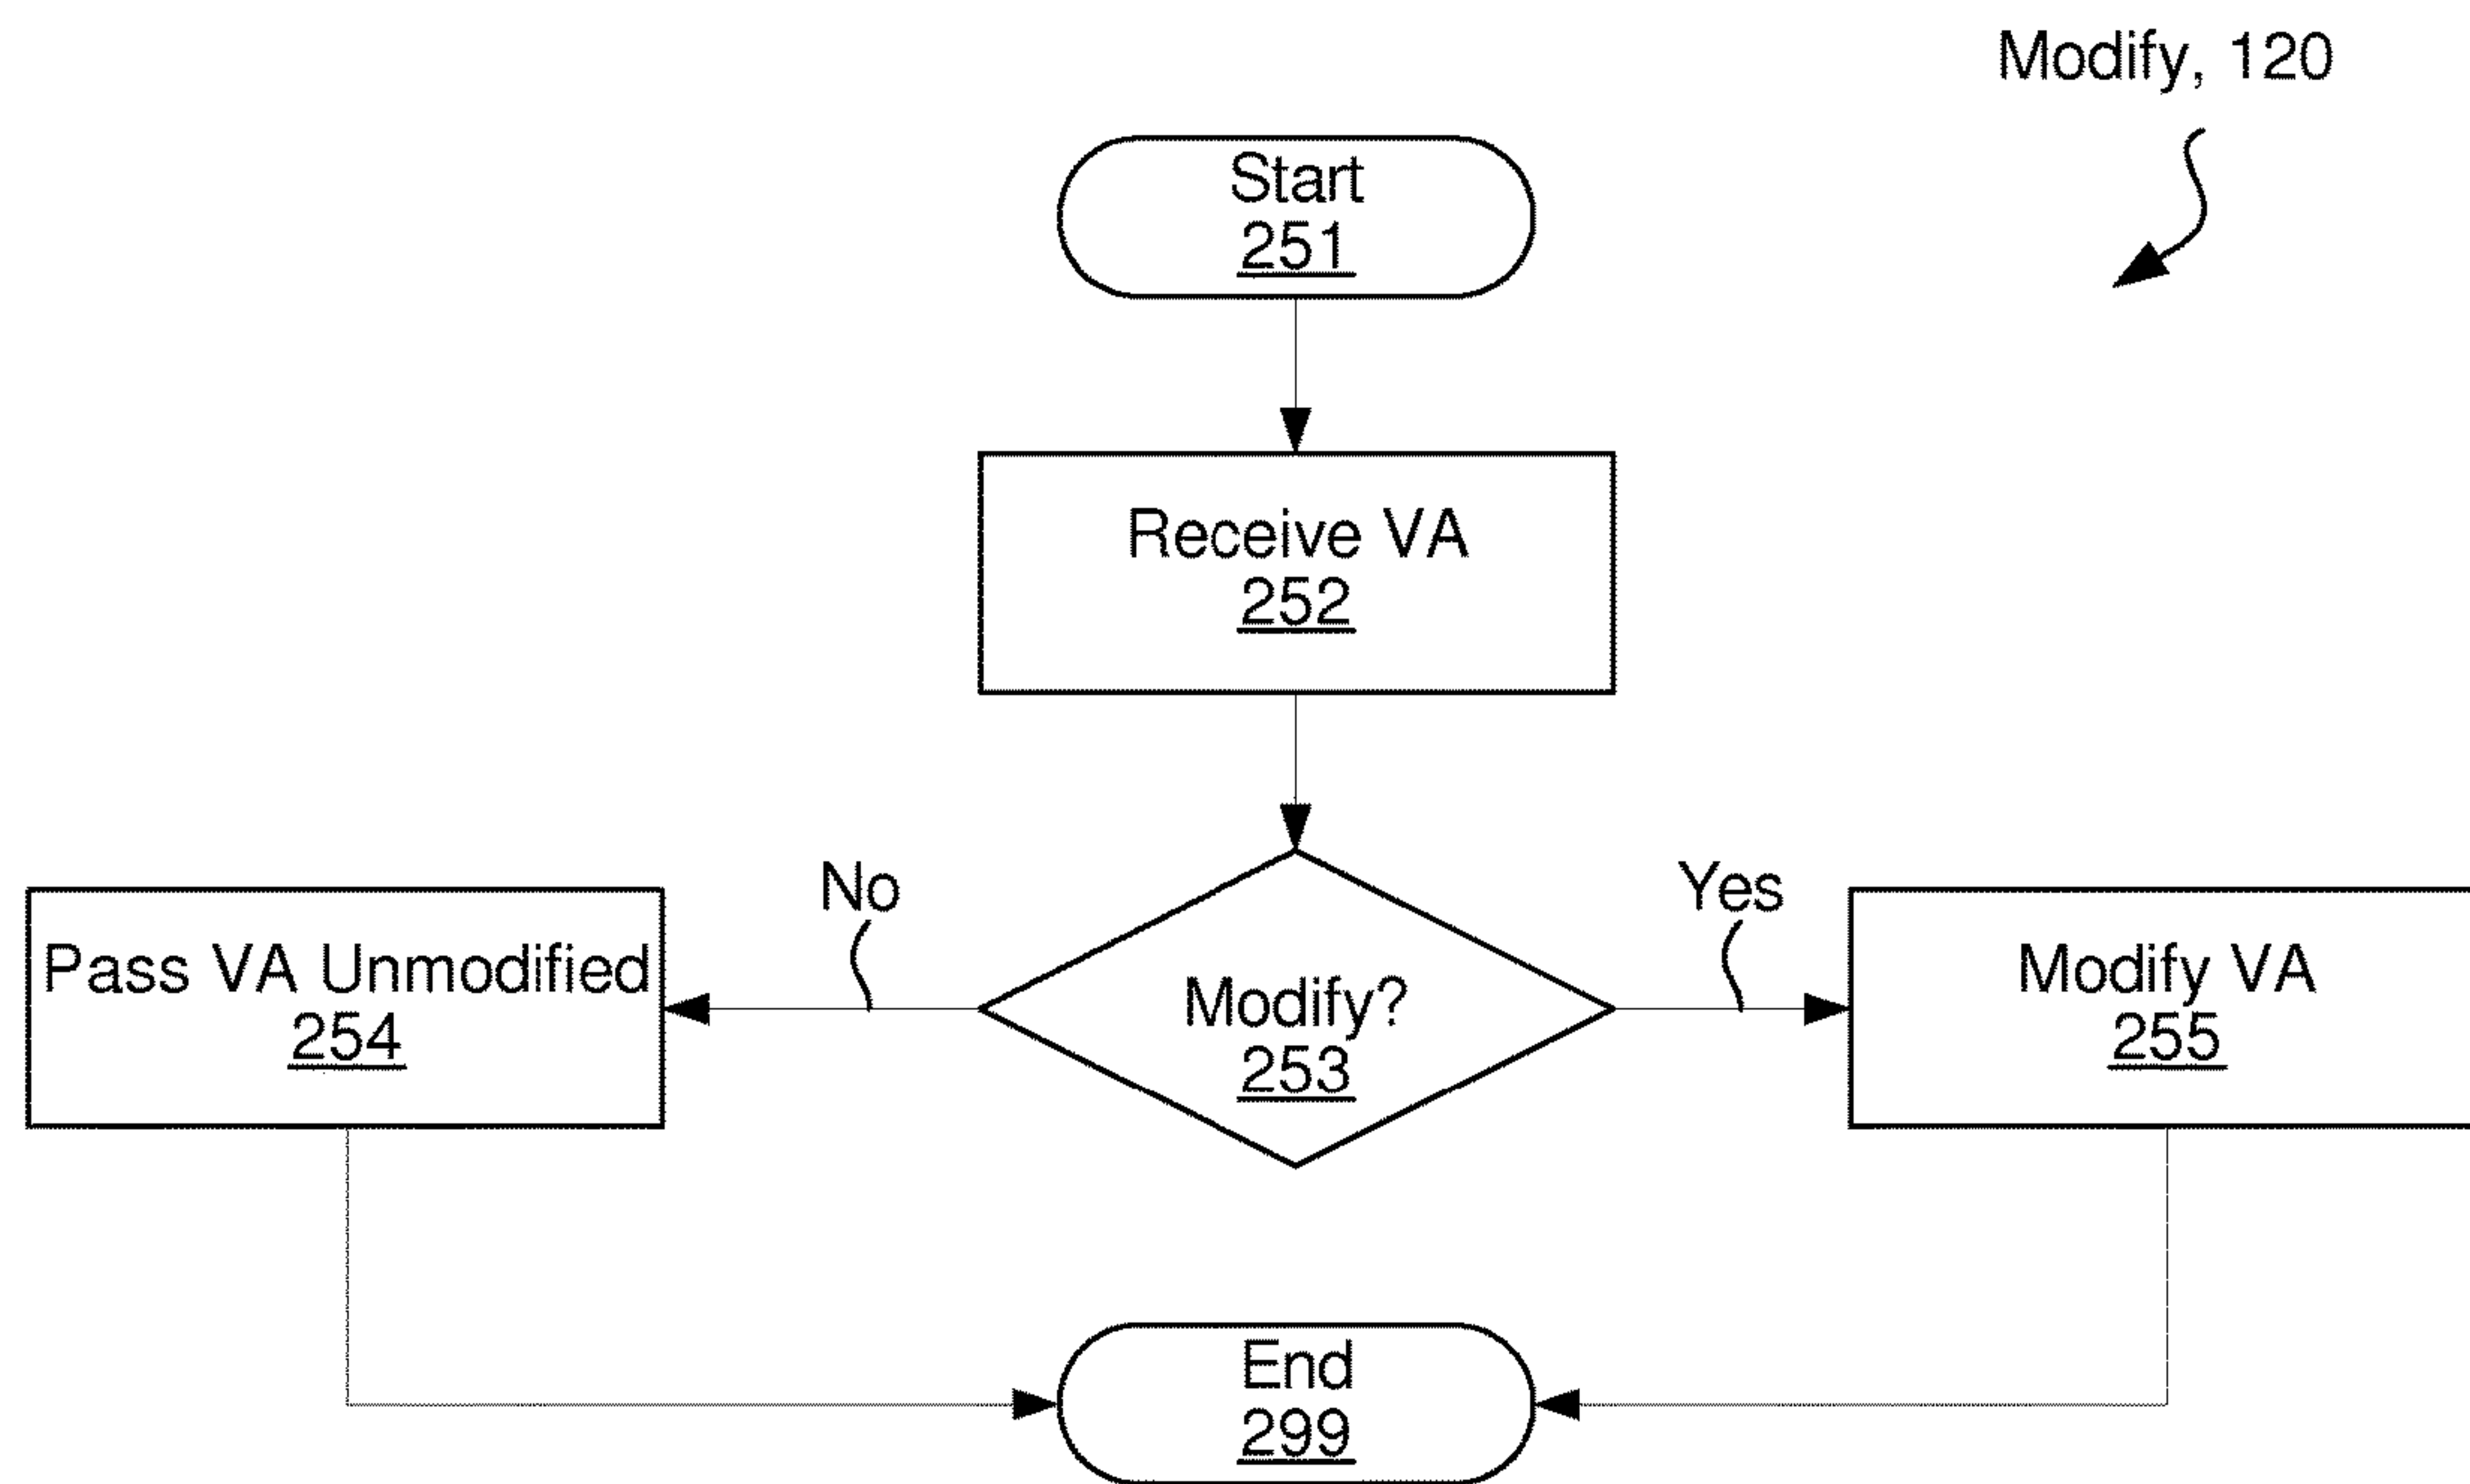 Modify, 120
Start
251
Receive VA
252
No
Yes
Pass VA Unmodified
254
Modify?
253
Modify VA
255
End
299